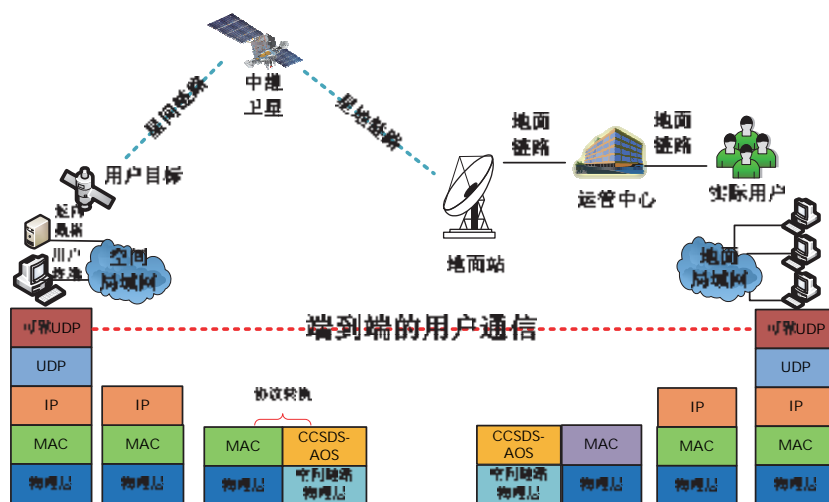 中继
卫星
星间链路
星地链路
地面
链路
地面
链路
用户目标
运管中心
实际用户
返向
数据
用户
空间
局域网
地面站
地面
局域网
端到端的用户通信
可靠UDP
可靠UDP
UDP
UDP
协议转换
IP
IP
IP
IP
MAC
MAC
MAC
CCSDS-
AOS
CCSDS-
AOS
MAC
MAC
MAC
物理层
物理层
物理层
空间链路
物理层
空间链路
物理层
物理层
物理层
物理层